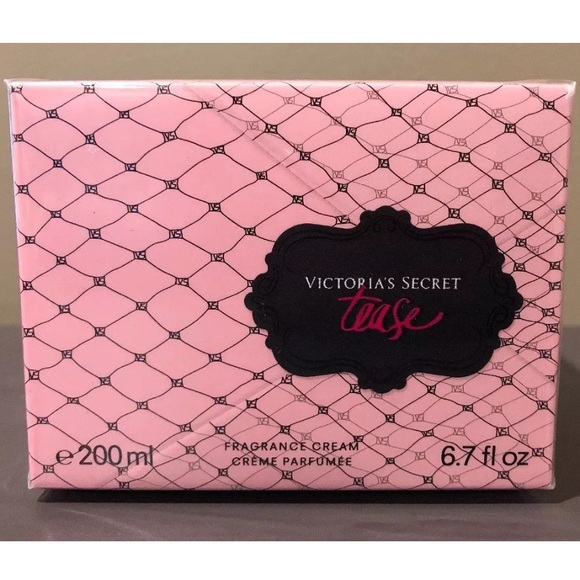 VICTORIA'S SECRET
tease
FRAGRANCE CREAM
CRÈME PARFUMÉE
e 200 ml
6.7 fl oz